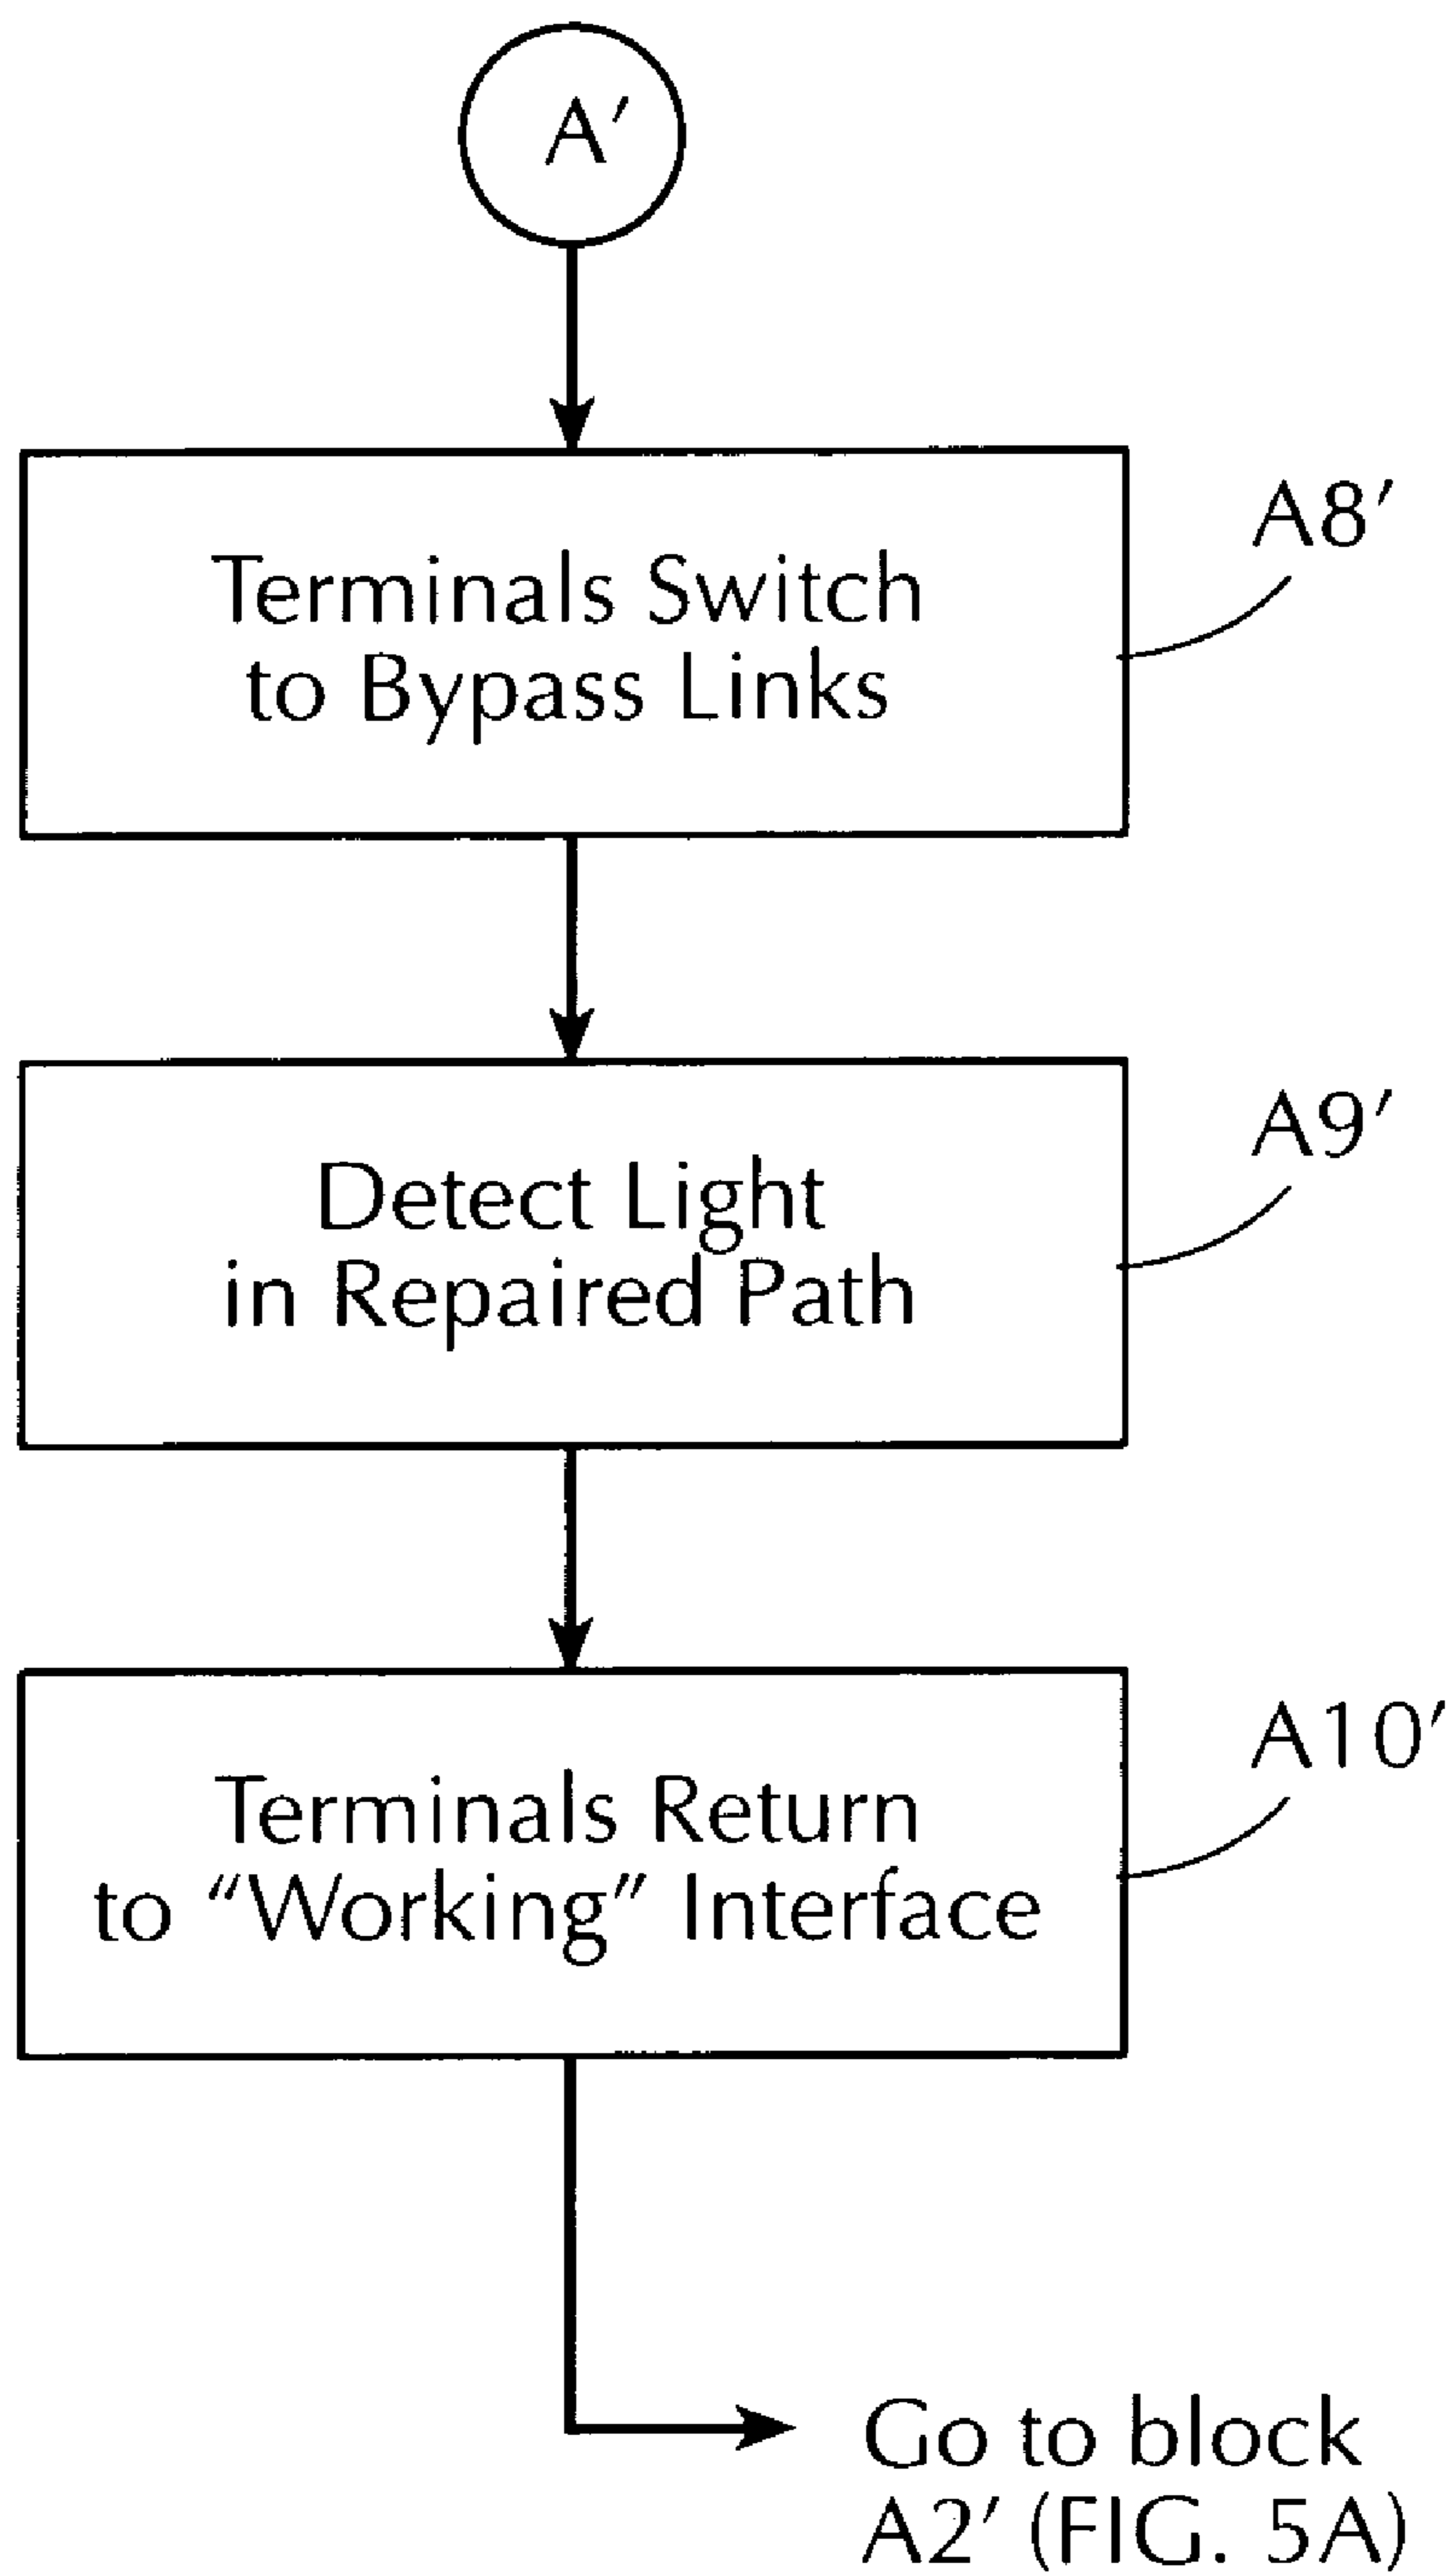 A′
Terminals Switch
to Bypass Links
A8′
Detect Light
in Repaired Path
A9′
Terminals Return
to “Working” Interface
A10′
Go to block
A2′ (FIG. 5A)